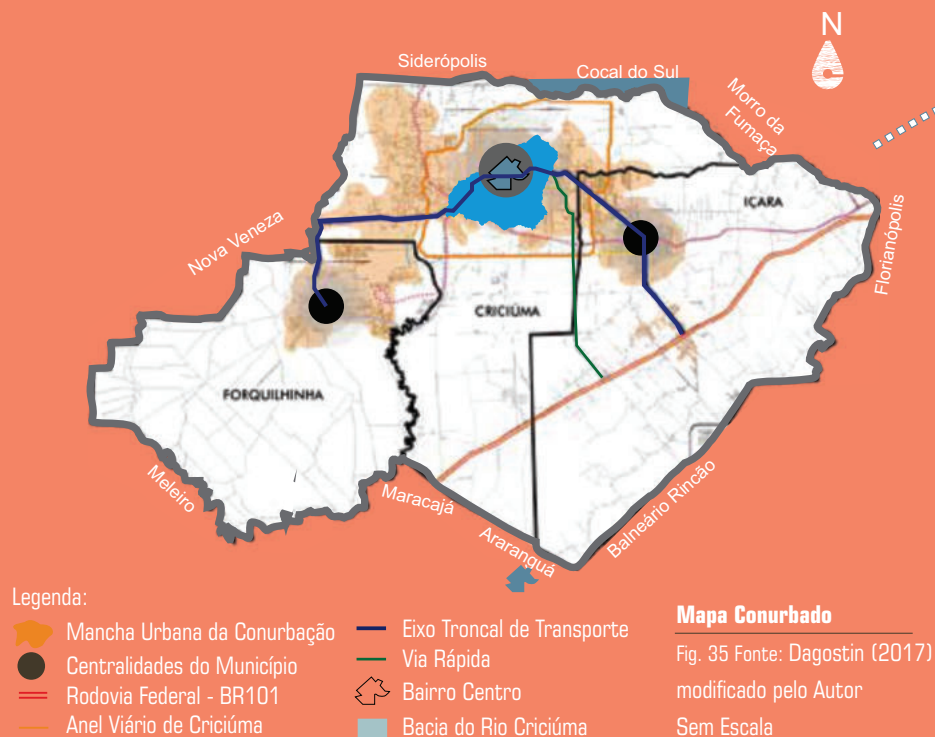 N
Siderópolis
Cocal do Sul
Morro da
Fumaça
IÇARA
Nova Veneza
Florianópolis
CRICIÚMA
FORQUILHINHA
Meleiro
Maracajá
Araranguá
Balneário Rincão
Legenda:
Mancha Urbana da Conurbação
Centralidades do Município
Rodovia Federal - BR101
Anel Viário de Criciúma
Eixo Troncal de Transporte
Via Rápida
Bairro Centro
Bacia do Rio Criciúma
Mapa Conurbado
Fig. 35 Fonte: Dagostin (2017)
modificado pelo Autor
Sem Escala